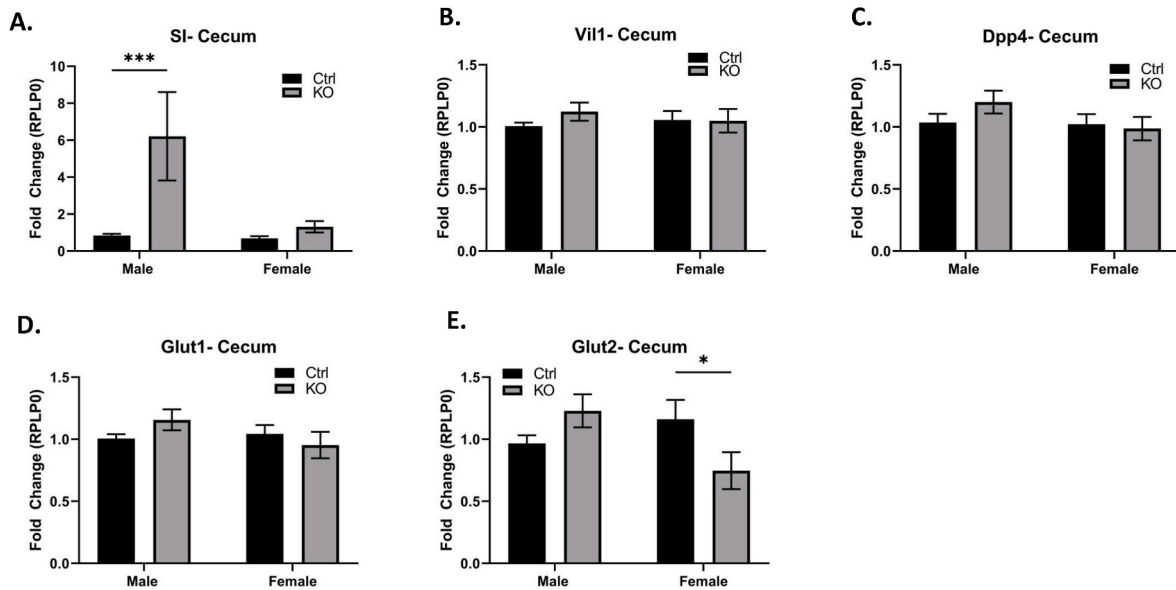 A.
SI- Cecum
***
Ctrl
KO
Fold Change (RPLP0)
10
8
6
4
2
0
Male
Female
B.
Vil1- Cecum
Ctrl
KO
Fold Change (RPLP0)
1.5
1.0
0.5
0.0
Male
Female
C.
Dpp4- Cecum
Ctrl
KO
Fold Change (RPLP0)
1.5
1.0
0.5
0.0
Male
Female
D.
Glut1- Cecum
Ctrl
KO
Fold Change (RPLP0)
1.5
1.0
0.5
0.0
Male
Female
E.
Glut2- Cecum
Ctrl
KO
*
Fold Change (RPLP0)
1.5
1.0
0.5
0.0
Male
Female